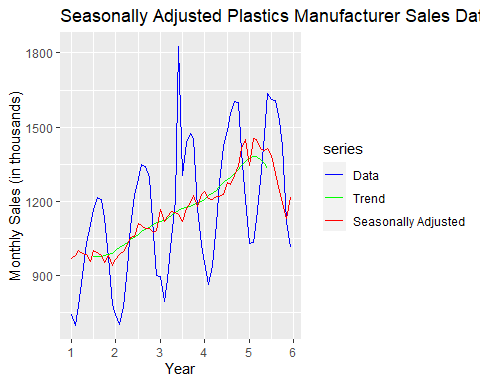 Seasonally Adjusted Plastics Manufacturer Sales Dat
1800
1500
1200
900
Monthly Sales (in thousands)
1 2 3 4 5 6
Year
series
Data
Trend
Seasonally Adjusted